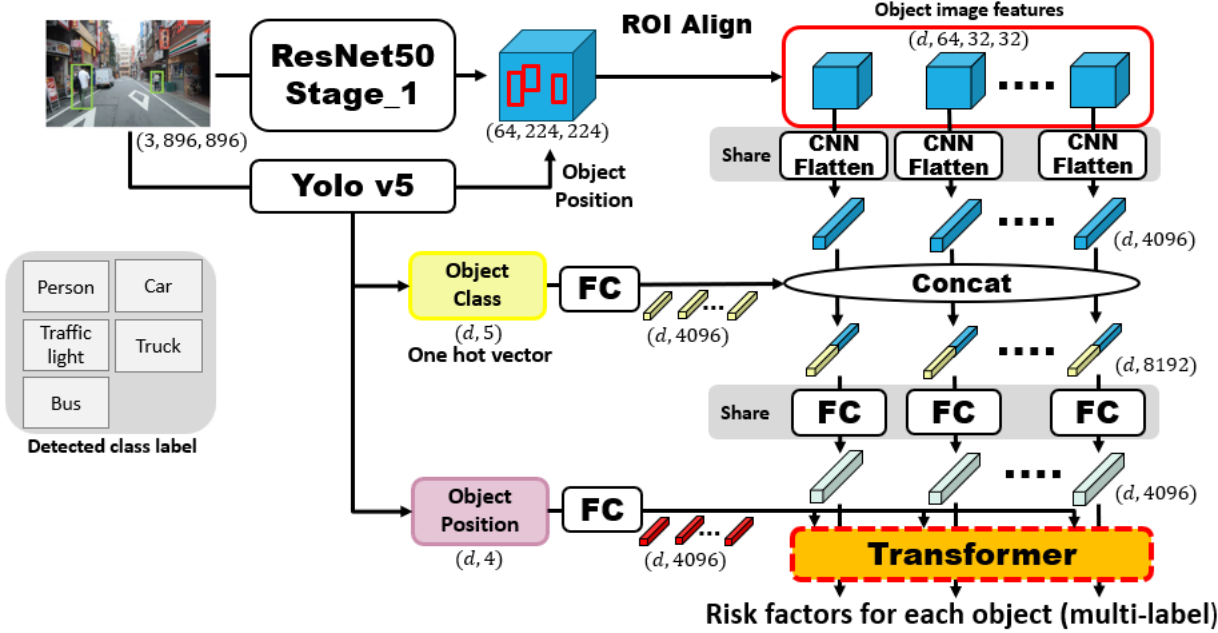 ResNet50
Stage_1
ROI Align
Object image features
(d, 64, 32, 32)
(3, 896, 896)
(64, 224, 224)
Yolo v5
Object
Position
Share
CNN
Flatten
CNN
Flatten
CNN
Flatten
(d, 4096)
Person
Car
Traffic
light
Truck
Bus
Detected class label
Object
Class
(d, 5)
One hot vector
FC
...
(d, 4096)
Concat
(d, 8192)
Share
FC
FC
FC
(d, 4096)
Object
Position
(d, 4)
FC
...
(d, 4096)
Transformer
Risk factors for each object (multi-label)